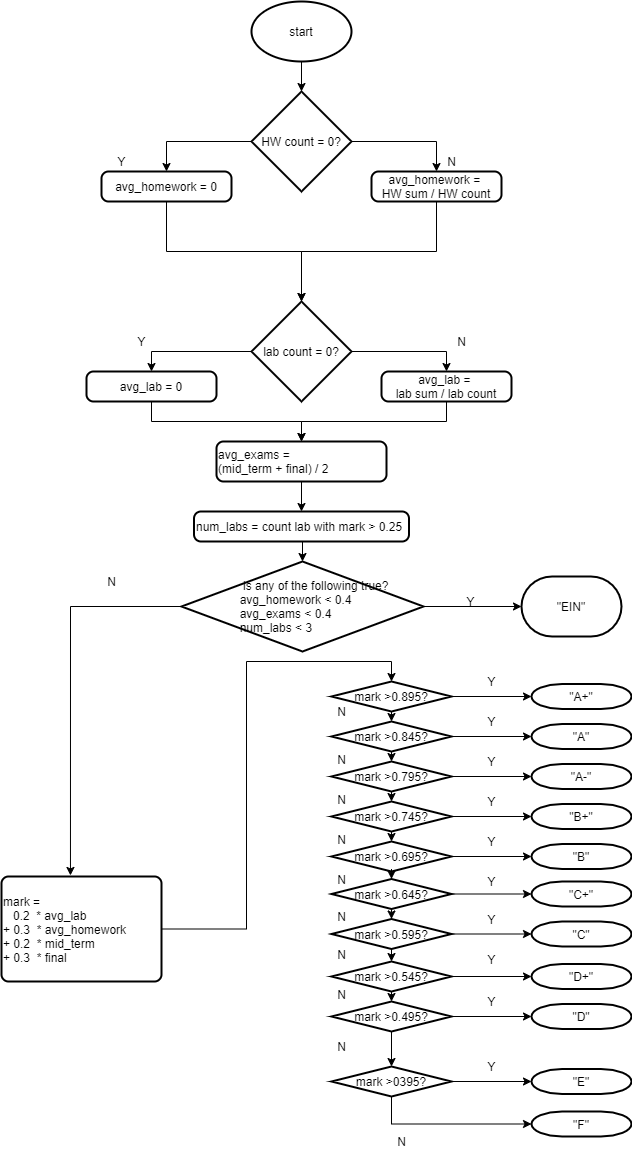 start
HW count = 0?
Y
N
avg_homework = 0
avg_homework =
HW sum / HW count
Y
N
lab count = 0?
avg_lab = 0
avg_lab =
lab sum / lab count
avg_exams =
(mid_term + final) / 2
num_labs = count lab with mark > 0.25
N
Is any of the following true?
avg_homework < 0.4
avg_exams < 0.4
num_labs < 3
Y
"EIN"
mark >0.895?
Y
"A+"
N
mark >0.845?
Y
"A"
N
mark >0.795?
Y
"A-"
N
mark >0.745?
Y
"B+"
N
mark >0.695?
Y
"B"
N
mark >0.645?
Y
"C+"
N
mark >0.595?
Y
"C"
N
mark >0.545?
Y
"D+"
N
mark >0.495?
Y
"D"
N
mark >0395?
Y
"E"
"F"
N
mark =
0.2 * avg_lab
+ 0.3 * avg_homework
+ 0.2 * mid_term
+ 0.3 * final